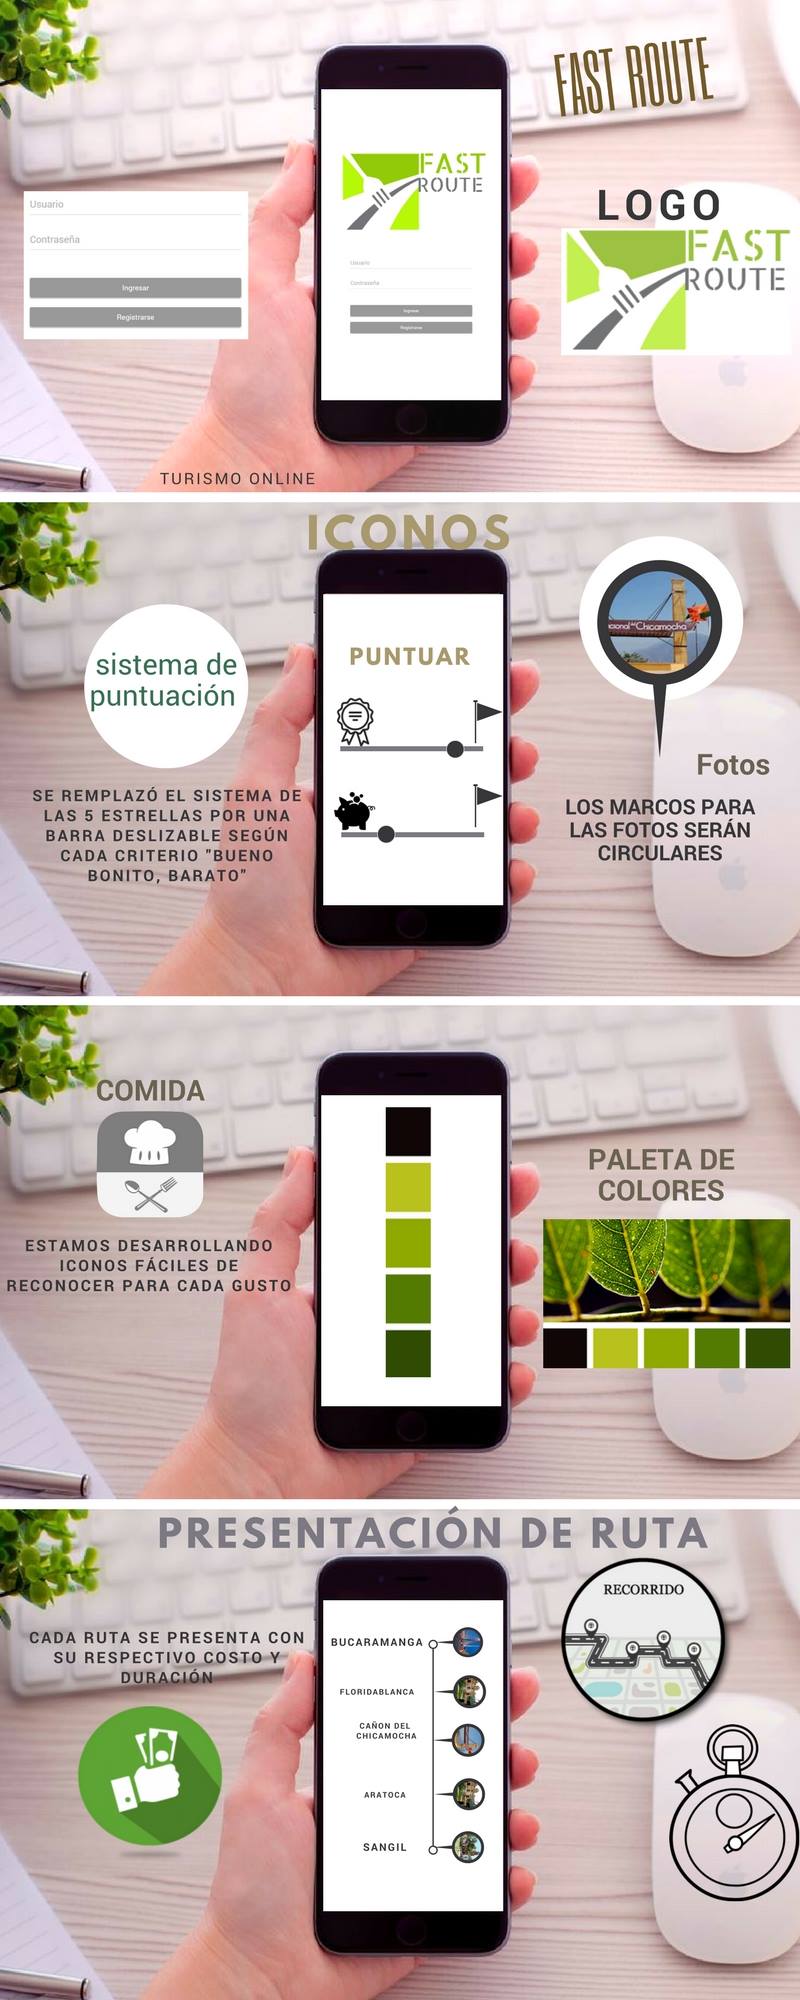 FAST ROUTE
FAST
ROUTE
Usuario
Contraseña
Ingresar
Registrarse
Usuario
Contraseña
Ingresar
Registrarse
LOGO
FAST
ROUTE
TURISMO ONLINE
ICONOS
sistema de
puntuación
SE REMPLAZÓ EL SISTEMA DE
LAS 5 ESTRELLAS POR UNA
BARRA DESLIZABLE SEGÚN
CADA CRITERIO "BUENO
BONITO, BARATO"
PUNTUAR
cional del Chicamocha
Fotos
LOS MARCOS PARA
LAS FOTOS SERÁN
CIRCULARES
COMIDA
ESTAMOS DESARROLLANDO
ICONOS FÁCILES DE
RECONOCER PARA CADA GUSTO
PALETA DE
COLORES
PRESENTACIÓN DE RUTA
CADA RUTA SE PRESENTA CON
SU RESPECTIVO COSTO Y
DURACIÓN
BUCARAMANGA
FLORIDABLANCA
CAÑON DEL
CHICAMOCHA
ARATOCA
SANGIL
RECORRIDO